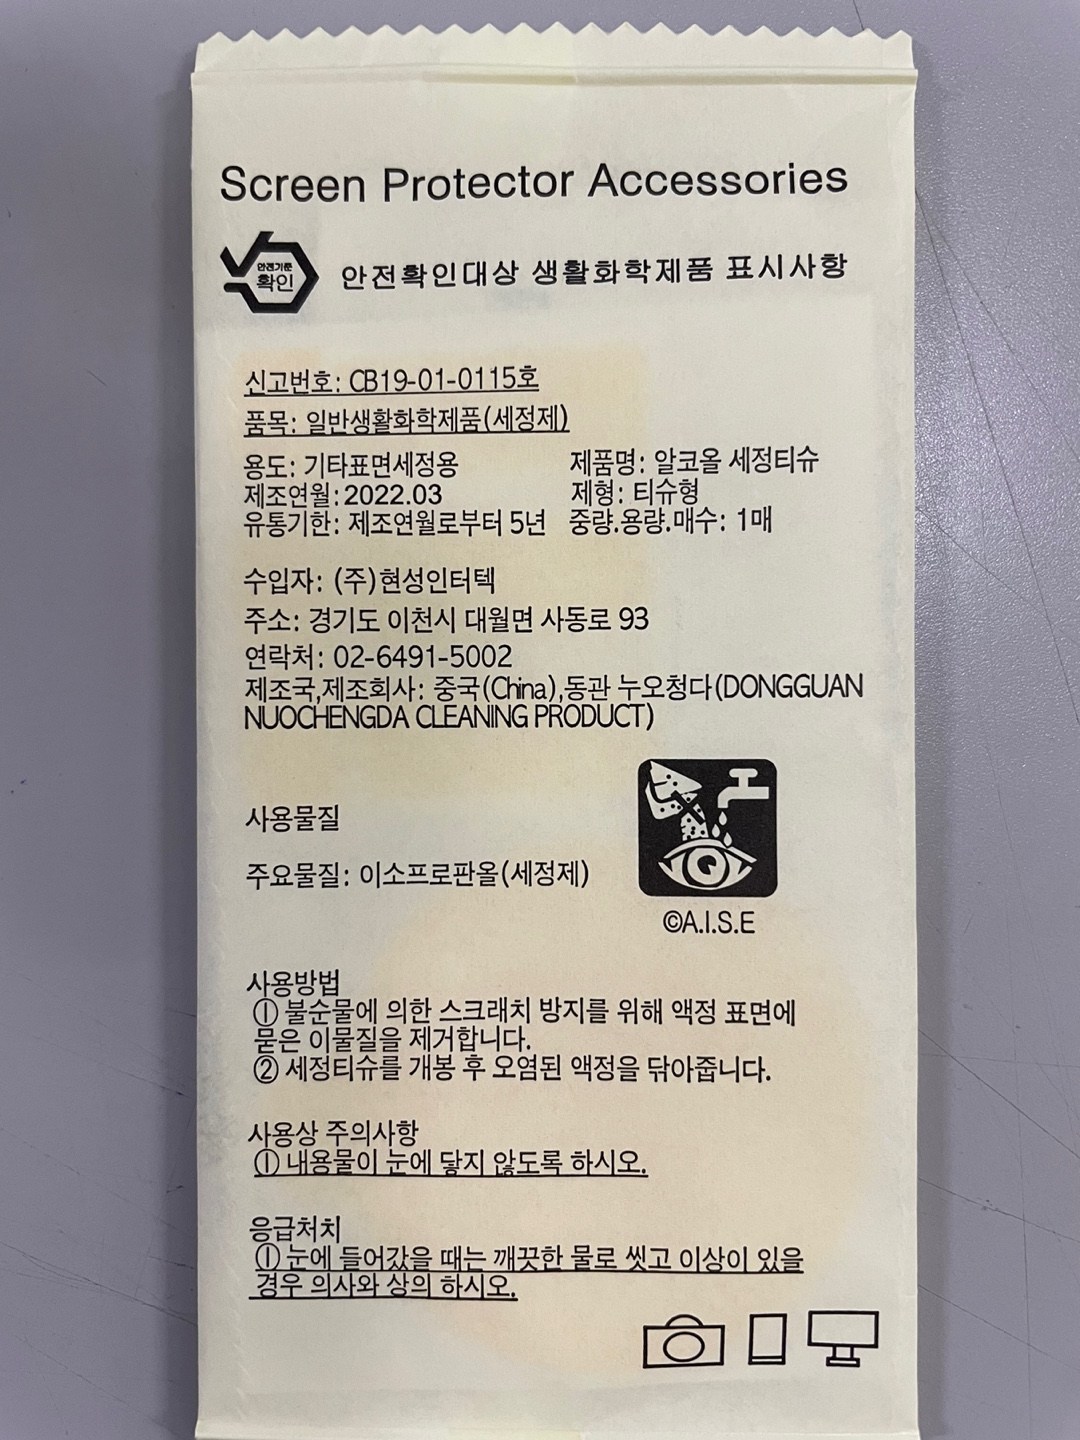 Screen Protector Accessories
안전기준
확인
안전확인대상 생활화학제품 표시사항
신고번호: CB19-01-0115호
품목: 일반생활화학제품(세정제)
용도: 기타표면세정용 제품명: 알코올 세정티슈
제조연월: 2022.03 제형: 티슈형
유통기한: 제조연월로부터 5년 중량.용량.매수: 1매
수입자: (주)현성인터텍
주소: 경기도 이천시 대월면 사동로 93
연락처: 02-6491-5002
제조국,제조회사: 중국(China),동관 누오청다(DONGGUAN
NUOCHENGDA CLEANING PRODUCT)
사용물질
주요물질: 이소프로판올(세정제)
©A.I.S.E
사용방법
① 불순물에 의한 스크래치 방지를 위해 액정 표면에
묻은 이물질을 제거합니다.
② 세정티슈를 개봉 후 오염된 액정을 닦아줍니다.
사용상 주의사항
① 내용물이 눈에 닿지 않도록 하시오.
응급처치
① 눈에 들어갔을 때는 깨끗한 물로 씻고 이상이 있을
경우 의사와 상의 하시오.